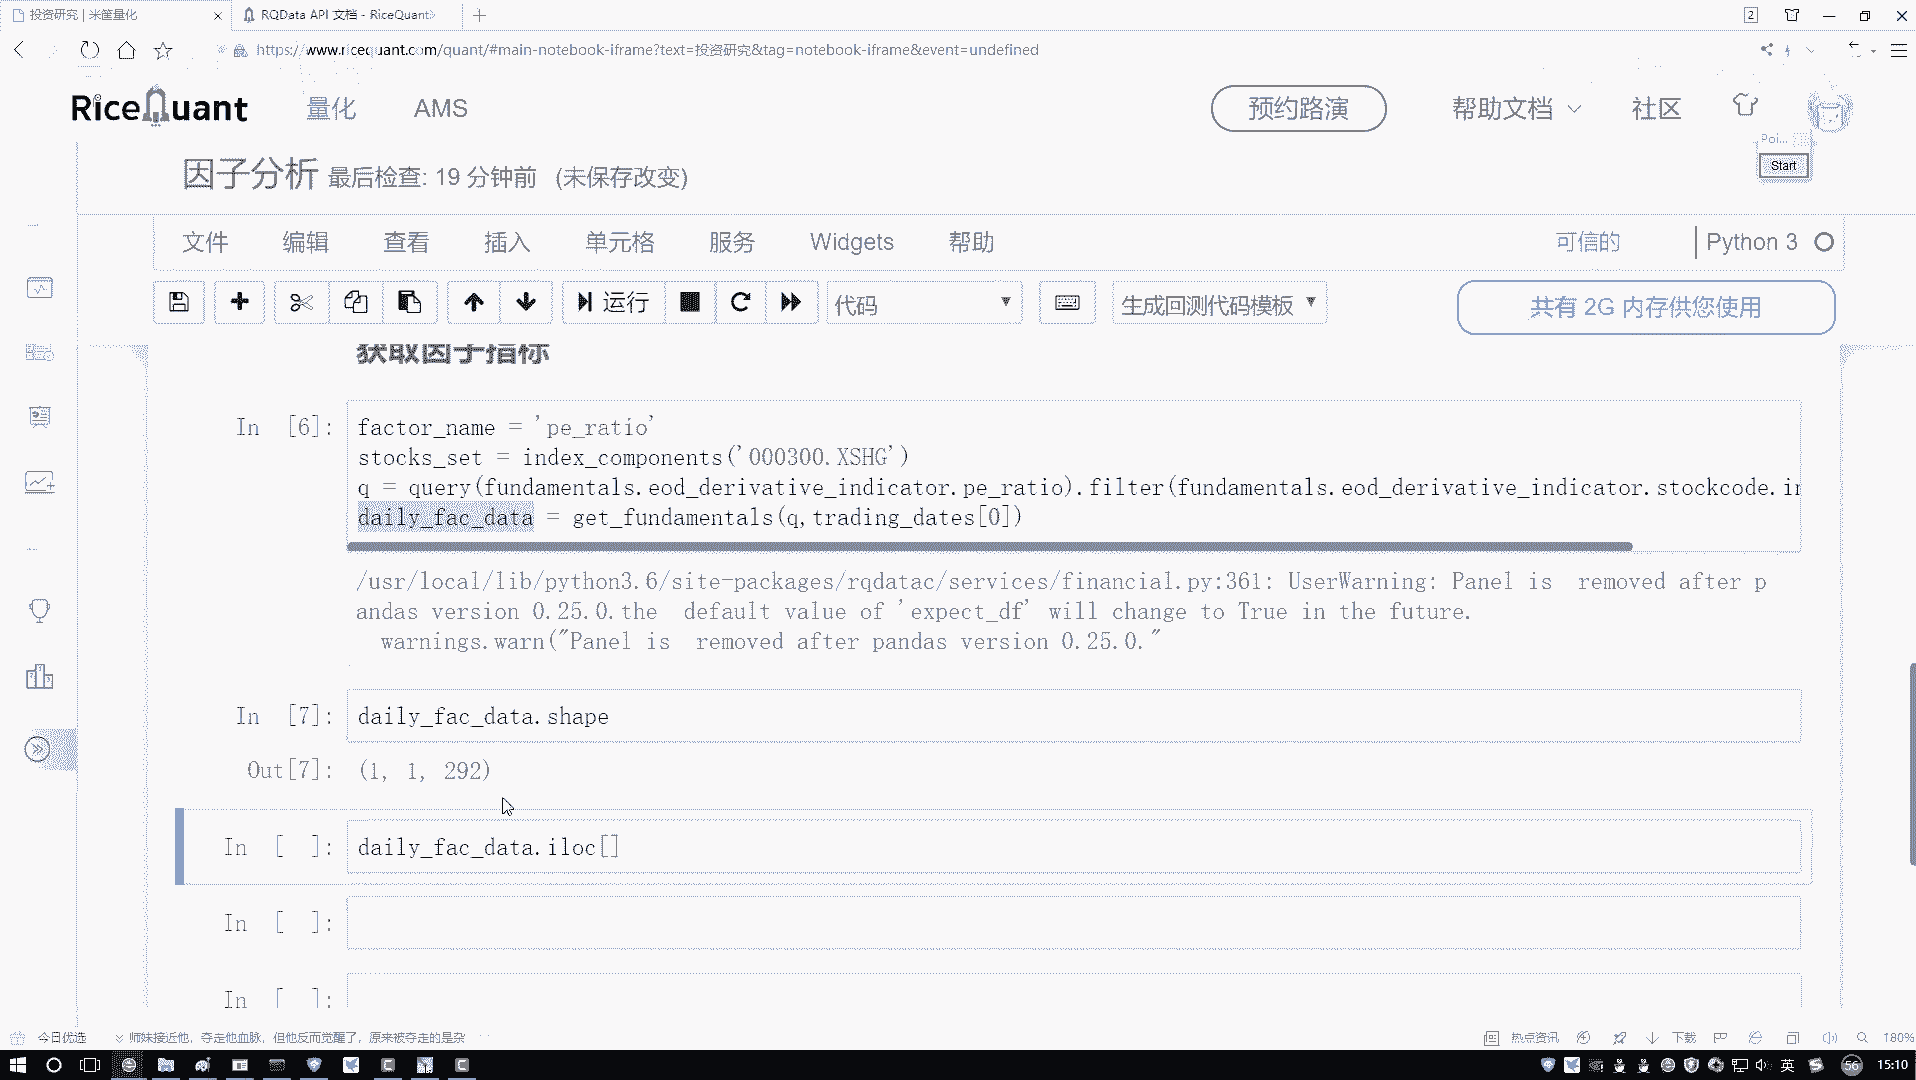 投资研究 | 米筐量化
RQData API 文档 - RiceQuant
2
https://www.ricequant.com/quant/#main-notebook-iframe?text=投资研究&tag=notebook-iframe&event=undefined
RiceQuant
量化
AMS
预约路演
帮助文档
社区
Poi...
Start
因子分析 最后检查: 19 分钟前 (未保存改变)
文件 编辑 查看 插入 单元格 服务 Widgets 帮助
可信的
Python 3
运行
代码
生成回测代码模板
共有 2G 内存供您使用
获取因子指标
In [6]:
factor_name = 'pe_ratio'
stocks_set = index_components('000300.XSHG')
q = query(fundamentals.eod_derivative_indicator.pe_ratio).filter(fundamentals.eod_derivative_indicator.stockcode.in
daily_fac_data = get_fundamentals(q,trading_dates[0])
/usr/local/lib/python3.6/site-packages/rqdatac/services/financial.py:361: UserWarning: Panel is  removed after p
andas version 0.25.0.the  default value of 'expect_df' will change to True in the future.
warnings.warn("Panel is  removed after pandas version 0.25.0."
In [7]: daily_fac_data.shape
Out[7]: (1, 1, 292)
In [ ]: daily_fac_data.iloc[]
In [ ]:
In [ ]:
今日优选
师妹接近他，夺走他血脉，但他反而觉醒了，原来被夺走的是杂
热点资讯
下载
180%
英
56
15:10